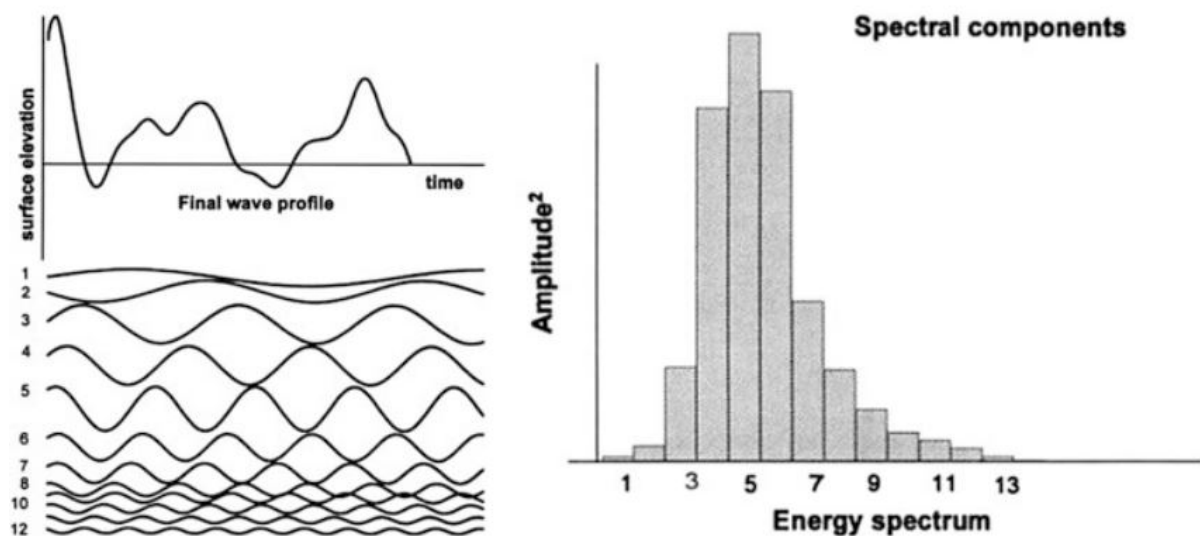 surface elevation
time
Final wave profile
1
2
3
4
5
6
7
8
10
12
Spectral components
Amplitude²
1 3 5 7 9 11 13
Energy spectrum